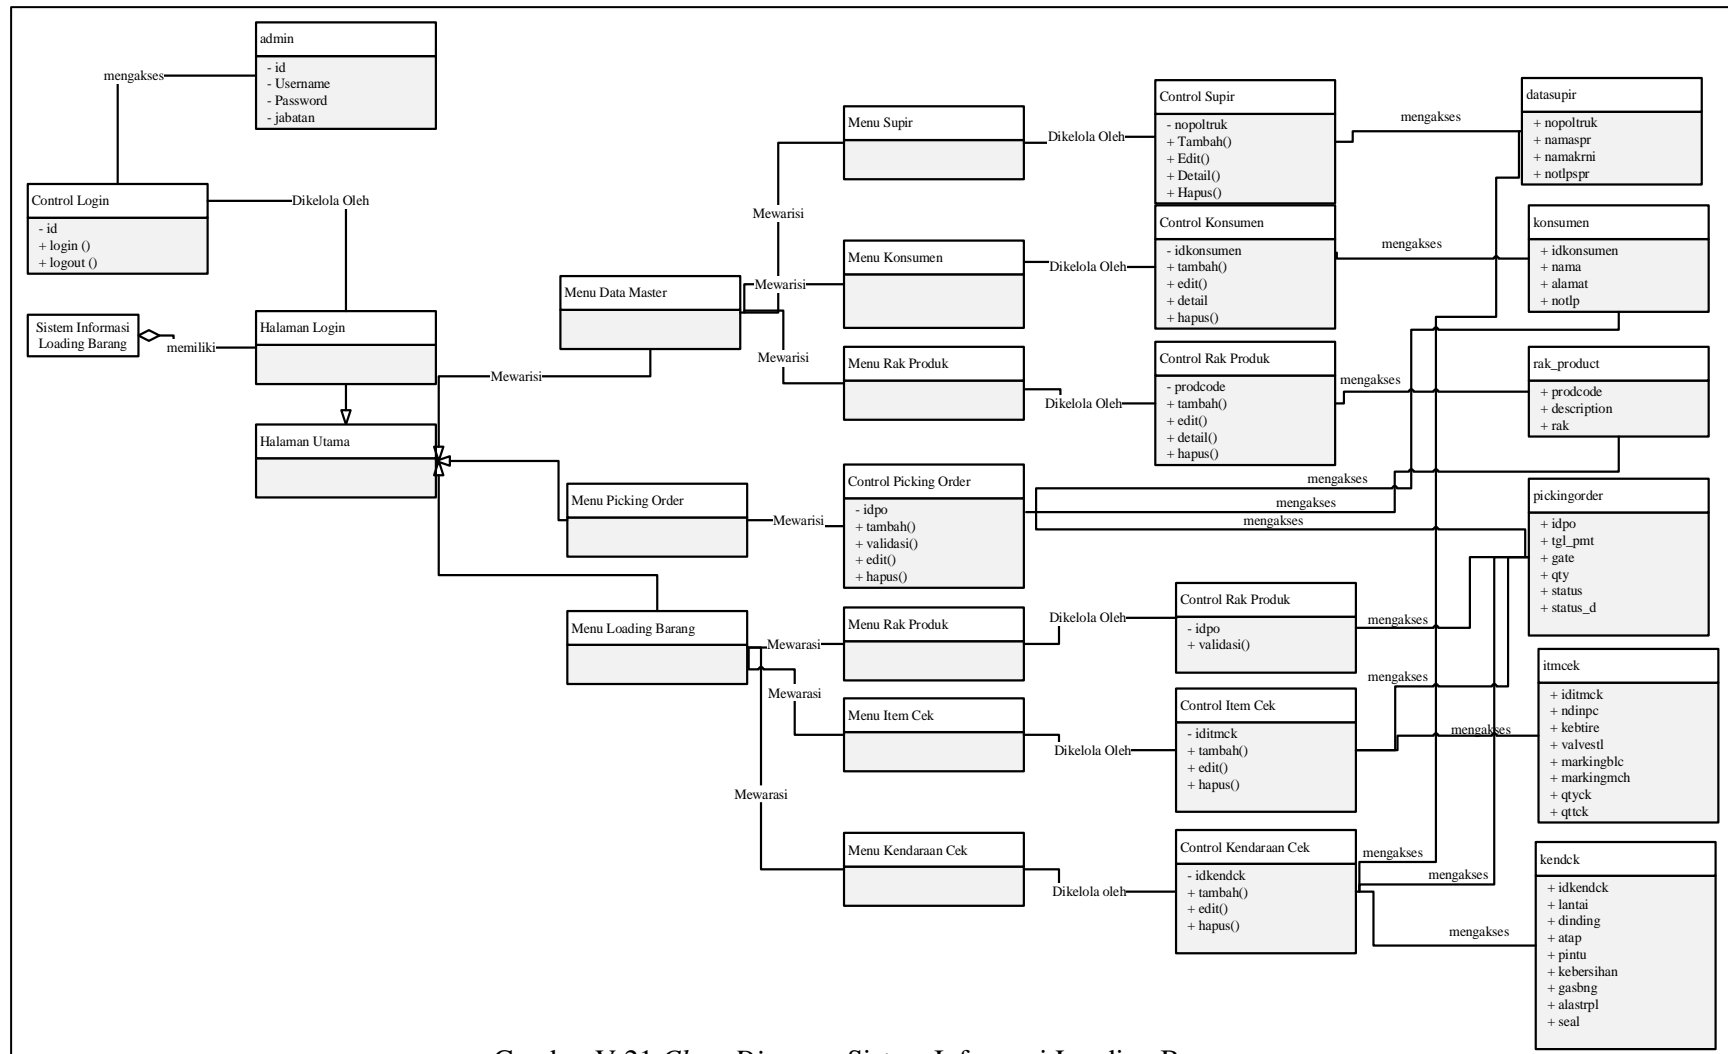 admin
- id
- Username
- Password
- jabatan
mengakses
Control Login
- id
+ login ()
+ logout ()
Dikelola Oleh
Sistem Informasi
Loading Barang
memiliki
Halaman Login
Halaman Utama
Mewarisi
Menu Data Master
Mewarisi
Mewarisi
Mewarisi
Menu Supir
Dikelola Oleh
Control Supir
- nopoltruk
+ Tambah()
+ Edit()
+ Detail()
+ Hapus()
mengakses
datasupir
+ nopoltruk
+ namaspr
+ namakrni
+ notlpspr
Menu Konsumen
Dikelola Oleh
Control Konsumen
- idkonsumen
+ tambah()
+ edit()
+ detail
+ hapus()
mengakses
konsumen
+ idkonsumen
+ nama
+ alamat
+ notlp
Menu Rak Produk
Dikelola Oleh
Control Rak Produk
- prodcode
+ tambah()
+ edit()
+ detail()
+ hapus()
mengakses
rak_product
+ prodcode
+ description
+ rak
Menu Picking Order
Mewarisi
Control Picking Order
- idpo
+ tambah()
+ validasi()
+ edit()
+ hapus()
mengakses
mengakses
mengakses
pickingorder
+ idpo
+ tgl_pmt
+ gate
+ qty
+ status
+ status_d
Menu Loading Barang
Mewarasi
Mewarasi
Mewarasi
Menu Rak Produk
Dikelola Oleh
Control Rak Produk
- idpo
+ validasi()
mengakses
Menu Item Cek
Dikelola Oleh
Control Item Cek
- iditmck
+ tambah()
+ edit()
+ hapus()
mengakses
mengakses
itmcek
+ iditmck
+ ndinpc
+ kebtire
+ valvestl
+ markingblc
+ markingmch
+ qtyck
+ qttck
Menu Kendaraan Cek
Dikelola oleh
Control Kendaraan Cek
- idkendck
+ tambah()
+ edit()
+ hapus()
mengakses
mengakses
mengakses
kendck
+ idkendck
+ lantai
+ dinding
+ atap
+ pintu
+ kebersihan
+ gasbng
+ alastrpl
+ seal